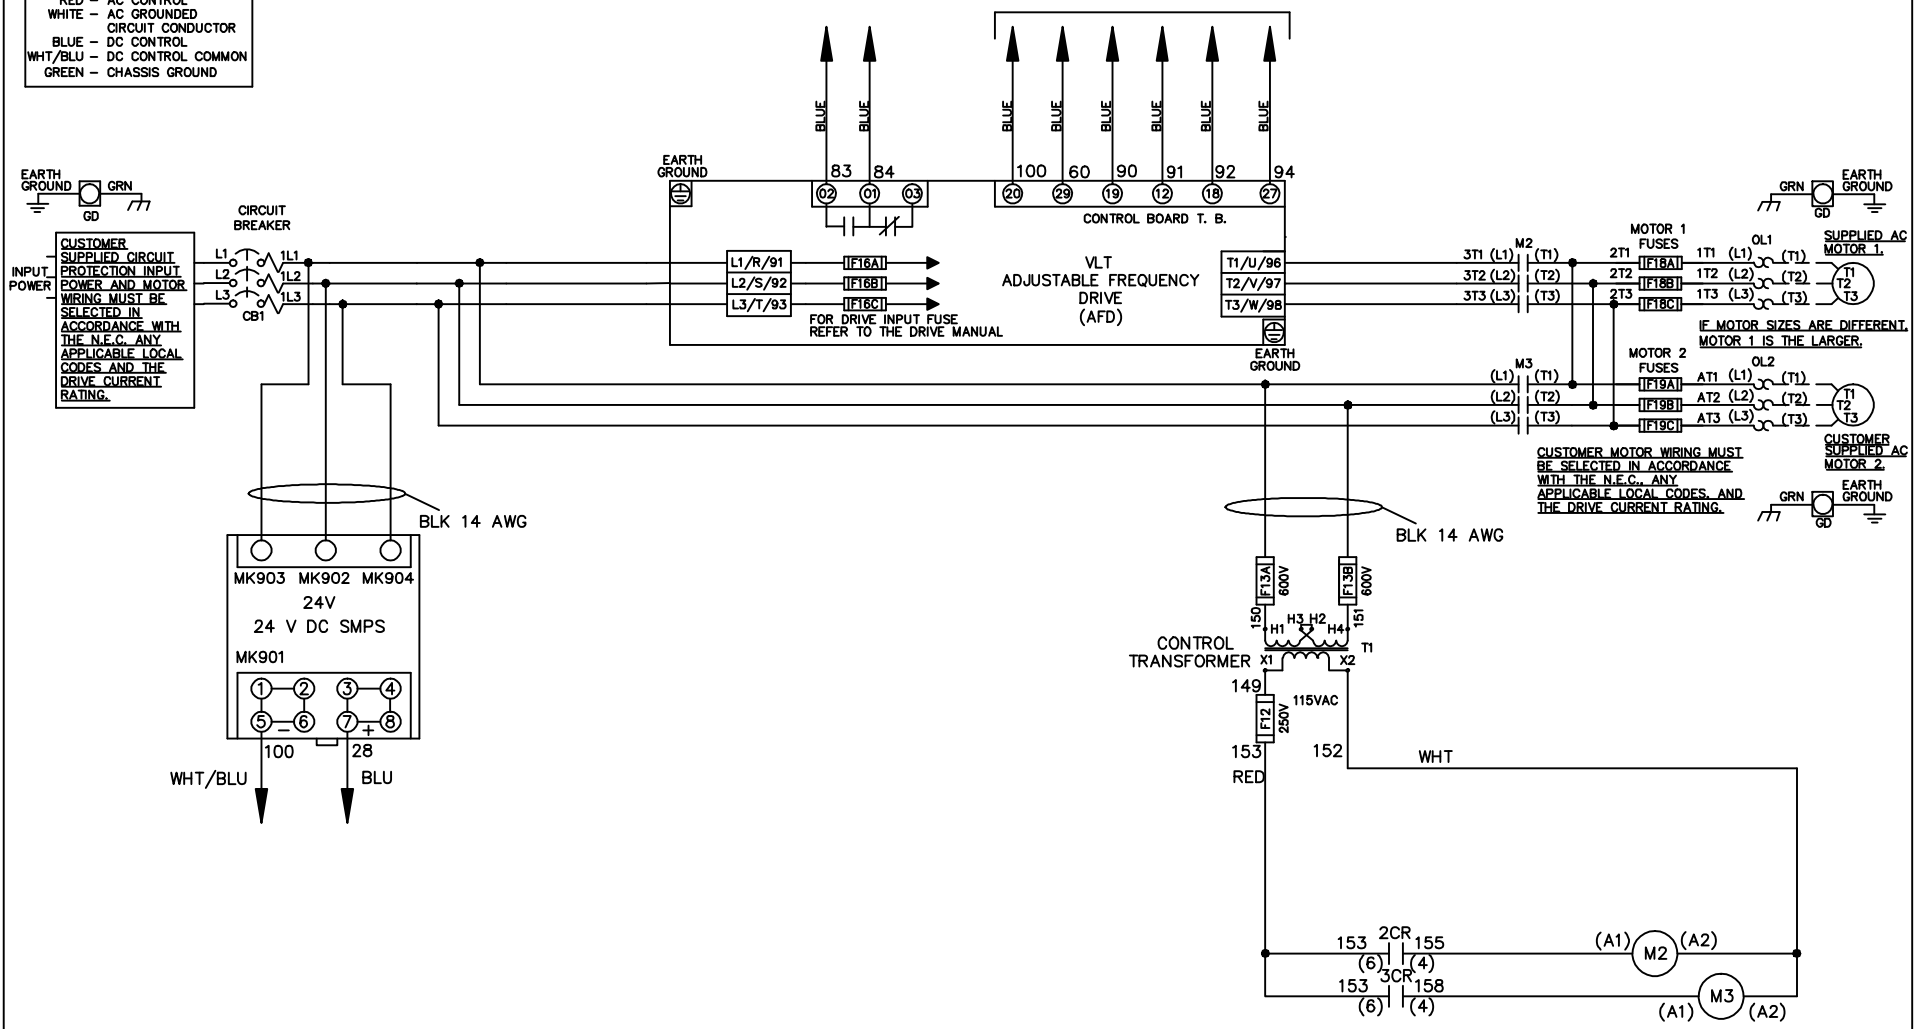 RED – AC CONTROL
WHITE – AC GROUNDED
CIRCUIT CONDUCTOR
BLUE – DC CONTROL
WHT/BLU – DC CONTROL COMMON
GREEN – CHASSIS GROUND
BLUE
BLUE
BLUE
BLUE
BLUE
BLUE
BLUE
BLUE
EARTH
GROUND
GRN
GD
CIRCUIT
BREAKER
EARTH
GROUND
83
84
100
60
90
91
92
94
02
01
03
20
29
19
12
18
27
CONTROL BOARD T. B.
INPUT
POWER
CUSTOMER
SUPPLIED CIRCUIT
PROTECTION INPUT
POWER AND MOTOR
WIRING MUST BE
SELECTED IN
ACCORDANCE WITH
THE N.E.C. ANY
APPLICABLE LOCAL
CODES AND THE
DRIVE CURRENT
RATING.
L1
1L1
L2
1L2
L3
1L3
CB1
L1/R/91
L2/S/92
L3/T/93
F16A
F16B
F16C
FOR DRIVE INPUT FUSE
REFER TO THE DRIVE MANUAL
VLT
ADJUSTABLE FREQUENCY
DRIVE
(AFD)
T1/U/96
T2/V/97
T3/W/98
EARTH
GROUND
M2
3T1 (L1) (T1)
3T2 (L2) (T2)
3T3 (L3) (T3)
MOTOR 1
FUSES
2T1
2T2
2T3
F18A
F18B
F18C
OL1
1T1 (L1) (T1)
1T2 (L2) (T2)
1T3 (L3) (T3)
GRN
EARTH
GROUND
GD
SUPPLIED AC
MOTOR 1.
T1
T2
T3
IF MOTOR SIZES ARE DIFFERENT,
MOTOR 1 IS THE LARGER.
M3
(L1) (T1)
(L2) (T2)
(L3) (T3)
MOTOR 2
FUSES
F19A
F19B
F19C
OL2
AT1 (L1) (T1)
AT2 (L2) (T2)
AT3 (L3) (T3)
T1
T2
T3
CUSTOMER
SUPPLIED AC
MOTOR 2.
CUSTOMER MOTOR WIRING MUST
BE SELECTED IN ACCORDANCE
WITH THE N.E.C., ANY
APPLICABLE LOCAL CODES, AND
THE DRIVE CURRENT RATING.
GRN
EARTH
GROUND
GD
BLK 14 AWG
BLK 14 AWG
MK903 MK902 MK904
24V
24 V DC SMPS
MK901
1
2
3
4
5
6
7
8
–
+
100
28
WHT/BLU
BLU
F13A
600V
F13B
600V
150
151
H1
H3
H2
H4
T1
CONTROL
TRANSFORMER
X1
X2
149
115VAC
F12
250V
153
152
RED
WHT
2CR
153
155
(6)
(4)
(A1)
M2
(A2)
3CR
153
158
(6)
(4)
(A1)
M3
(A2)